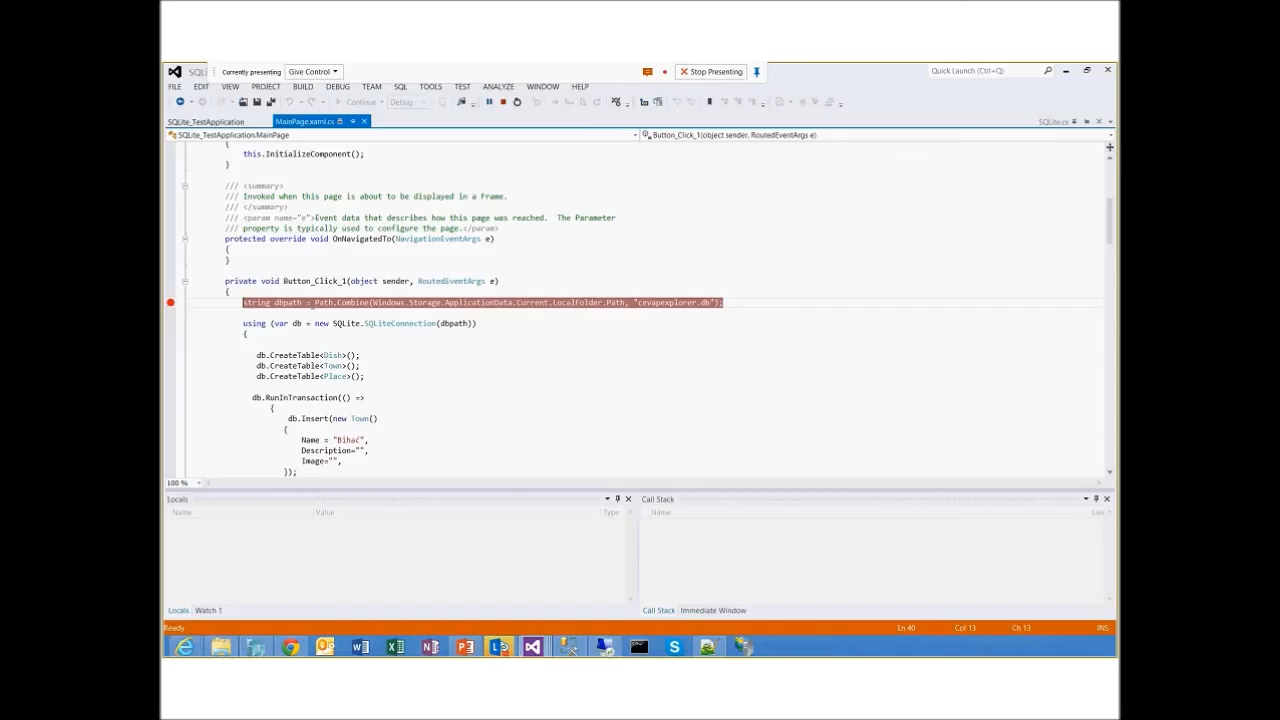 SQLi Currently presenting Give Control Stop Presenting Quick Launch (Ctrl+Q)
FILE EDIT VIEW PROJECT BUILD DEBUG TEAM SQL TOOLS TEST ANALYZE WINDOW HELP
Continue Debug
SQLite_TestApplication MainPage.xaml.cs SQLite.cs
SQLite_TestApplication.MainPage Button_Click_1(object sender, RoutedEventArgs e)
{
this.InitializeComponent();
}
/// <summary>
/// Invoked when this page is about to be displayed in a Frame.
/// </summary>
/// <param name="e">Event data that describes how this page was reached.  The Parameter
/// property is typically used to configure the page.</param>
protected override void OnNavigatedTo(NavigationEventArgs e)
{
}
private void Button_Click_1(object sender, RoutedEventArgs e)
{
string dbpath = Path.Combine(Windows.Storage.ApplicationData.Current.LocalFolder.Path, "cevapexplorer.db");
using (var db = new SQLite.SQLiteConnection(dbpath))
{
db.CreateTable<Dish>();
db.CreateTable<Town>();
db.CreateTable<Place>();
db.RunInTransaction(() =>
{
db.Insert(new Town()
{
Name = "Bihać",
Description="",
Image="",
});
100 %
Locals Call Stack
Name Value Type Name Lan
Locals Watch 1 Call Stack Immediate Window
Ready Ln 40 Col 13 Ch 13 INS